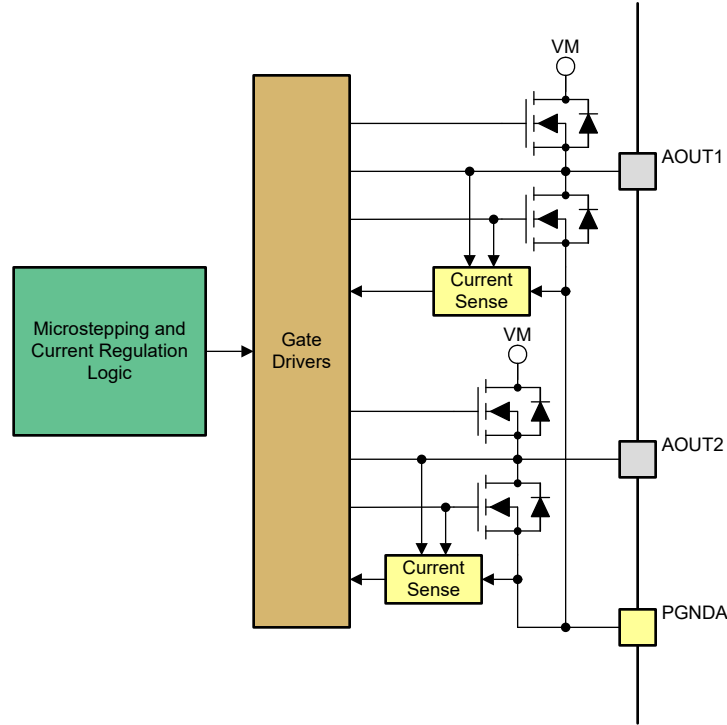 VM
AOUT1
Current
Sense
Microstepping and
Current Regulation
Logic
Gate
Drivers
VM
AOUT2
Current
Sense
PGNDA